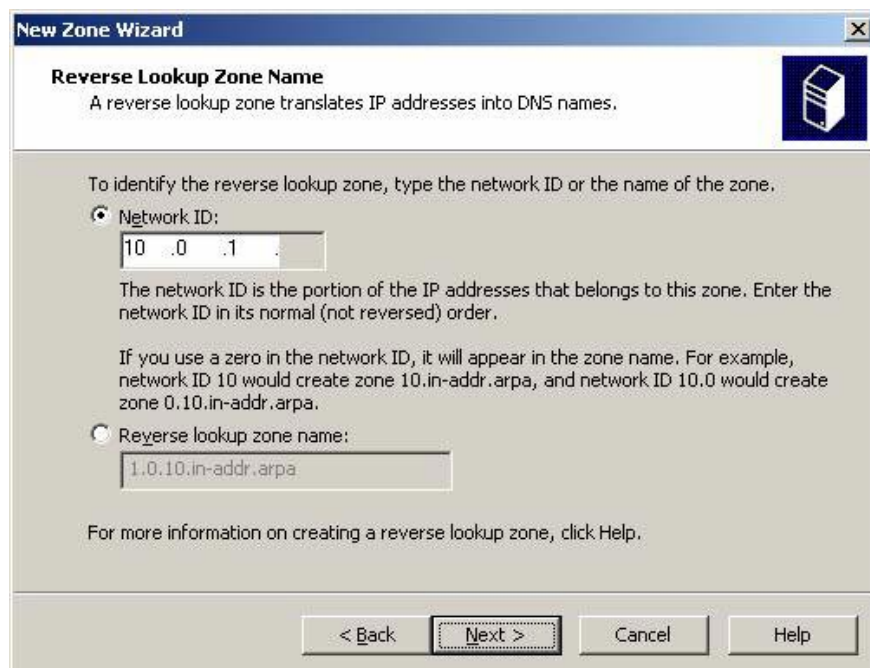 New Zone Wizard
Reverse Lookup Zone Name
A reverse lookup zone translates IP addresses into DNS names.
To identify the reverse lookup zone, type the network ID or the name of the zone.
Network ID:
10 .0 .1 .
The network ID is the portion of the IP addresses that belongs to this zone. Enter the
network ID in its normal (not reversed) order.
If you use a zero in the network ID, it will appear in the zone name. For example,
network ID 10 would create zone 10.in-addr.arpa, and network ID 10.0 would create
zone 0.10.in-addr.arpa.
Reverse lookup zone name:
1.0.10.in-addr.arpa
For more information on creating a reverse lookup zone, click Help.
< Back Next > Cancel Help